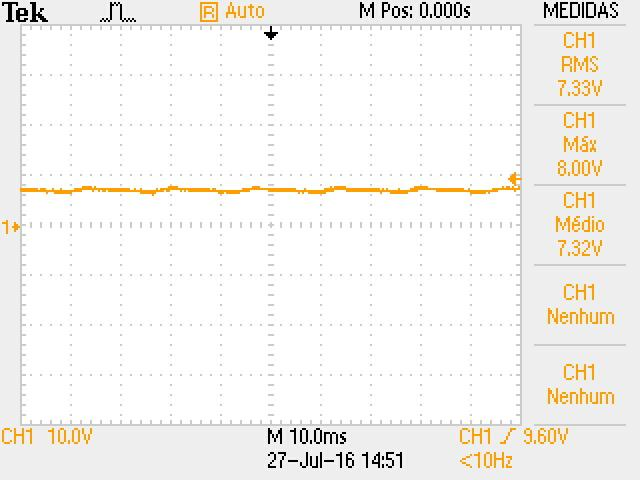 Tek
R Auto
M Pos: 0.000s
MEDIDAS
CH1
RMS
7.33V
CH1
Máx
8.00V
CH1
Médio
7.32V
CH1
Nenhum
CH1
Nenhum
1
CH1 10.0V
M 10.0ms
CH1 9.60V
27-Jul-16 14:51
<10Hz